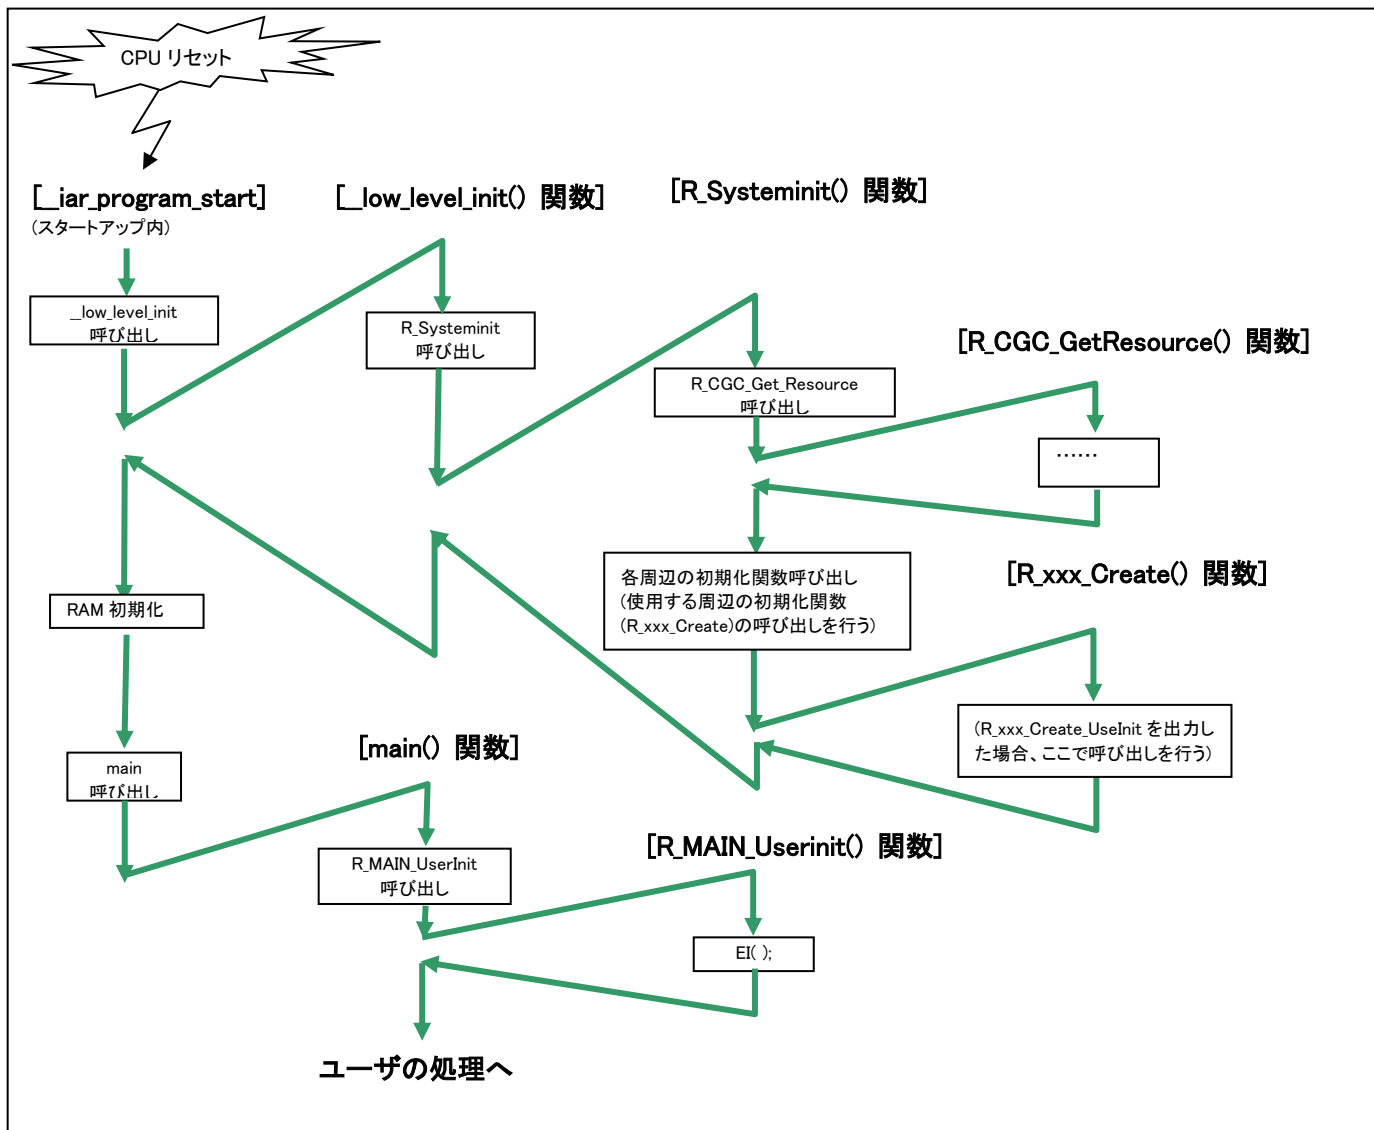 CPU リセット
[__iar_program_start]
(スタートアップ内)
[__low_level_init() 関数]
[R_Systeminit() 関数]
__low_level_init
呼び出し
R_Systeminit
呼び出し
[R_CGC_GetResource() 関数]
R_CGC_Get_Resource
呼び出し
……
各周辺の初期化関数呼び出し
(使用する周辺の初期化関数
(R_xxx_Create)の呼び出しを行う)
[R_xxx_Create() 関数]
RAM 初期化
(R_xxx_Create_UseInit を出力し
た場合、ここで呼び出しを行う)
main
呼び出し
[main() 関数]
R_MAIN_UserInit
呼び出し
[R_MAIN_Userinit() 関数]
EI( );
ユーザの処理へ